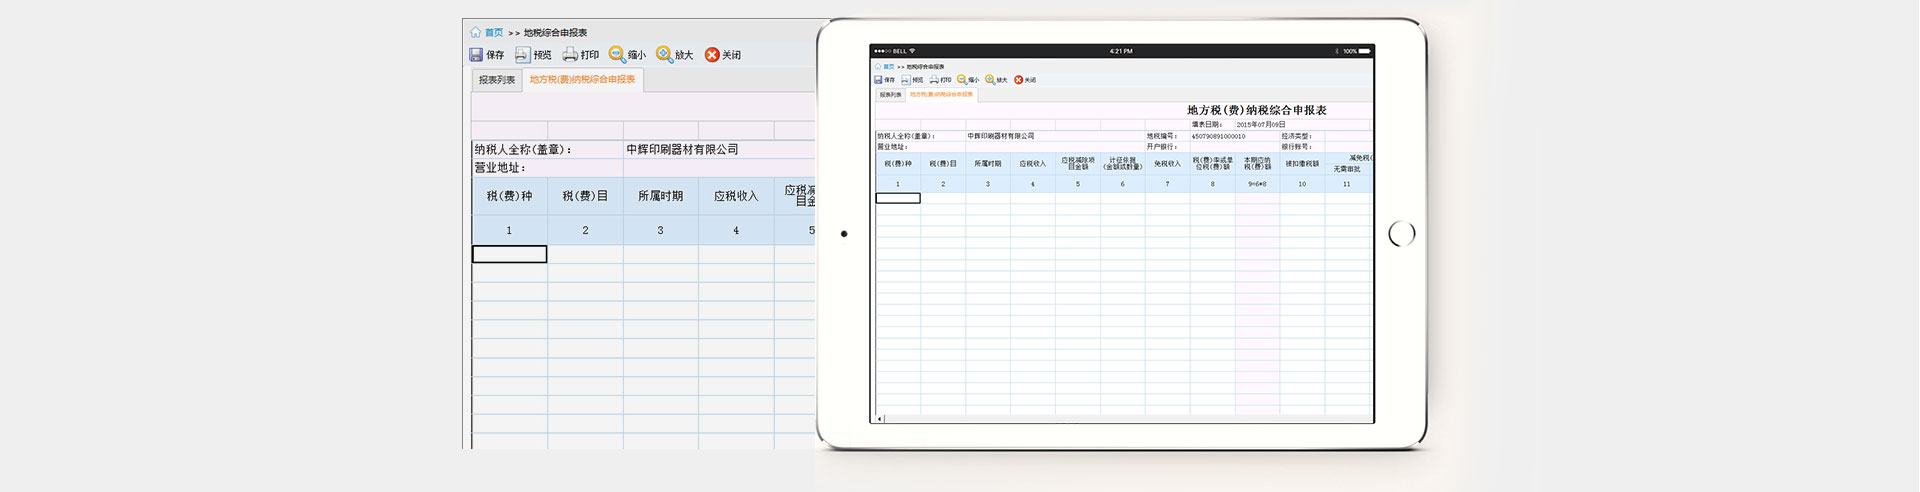 首页 >> 地税综合申报表
保存 预览 打印 缩小 放大 关闭
报表列表 地方税(费)纳税综合申报表
纳税人全称(盖章): 中辉印刷器材有限公司
营业地址:
税(费)种 税(费)目 所属时期 应税收入 应税减
目金
1 2 3 4 5
BELL 4:21 PM 100%
首页 >> 地税综合申报表
保存 预览 打印 缩小 放大 关闭
报表列表 地方税(费)纳税综合申报表
地方税(费)纳税综合申报表
填表日期: 2015年07月09日
纳税人全称(盖章): 中辉印刷器材有限公司 地税编号: 450790891000010 经济类型:
营业地址: 开户银行: 银行账号:
税(费)种 税(费)目 所属时期 应税收入 应税减除项目金额 计征依据(金额或数量) 免税收入 税(费)率或单位税(费)额 本期应纳税(费)额 被扣缴税额 减免税(
无需审批
1 2 3 4 5 6 7 8 9=6*8 10 11